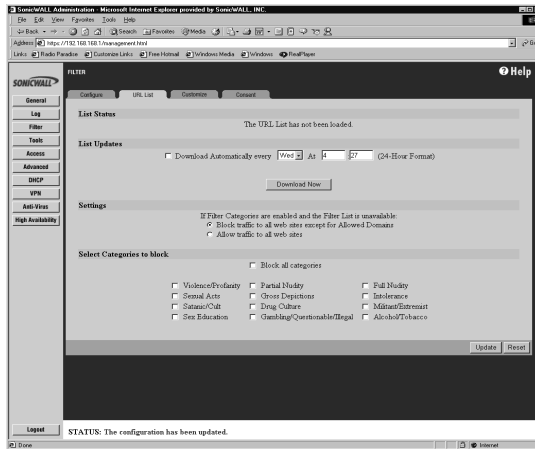 SonicWALL Administration - Microsoft Internet Explorer provided by SonicWALL, INC.
File Edit View Favorites Tools Help
Back Search Favorites Media
Address https://192.168.168.1/management.html Go
Links Radio Paradise Customize Links Free Hotmail Windows Media Windows RealPlayer
SONICWALL
FILTER
Help
Configure URL List Customize Consent
General
Log
Filter
Tools
Access
Advanced
DHCP
VPN
Anti-Virus
High Availability
List Status
The URL List has not been loaded.
List Updates
Download Automatically every Wed At 4 :27 (24-Hour Format)
Download Now
Settings
If Filter Categories are enabled and the Filter List is unavailable:
Block traffic to all web sites except for Allowed Domains
Allow traffic to all web sites
Select Categories to block
Block all categories
Violence/Profanity Partial Nudity Full Nudity
Sexual Acts Gross Depictions Intolerance
Satanic/Cult Drug Culture Militant/Extremist
Sex Education Gambling/Questionable/Illegal Alcohol/Tobacco
Update Reset
Logout
STATUS: The configuration has been updated.
Done Internet